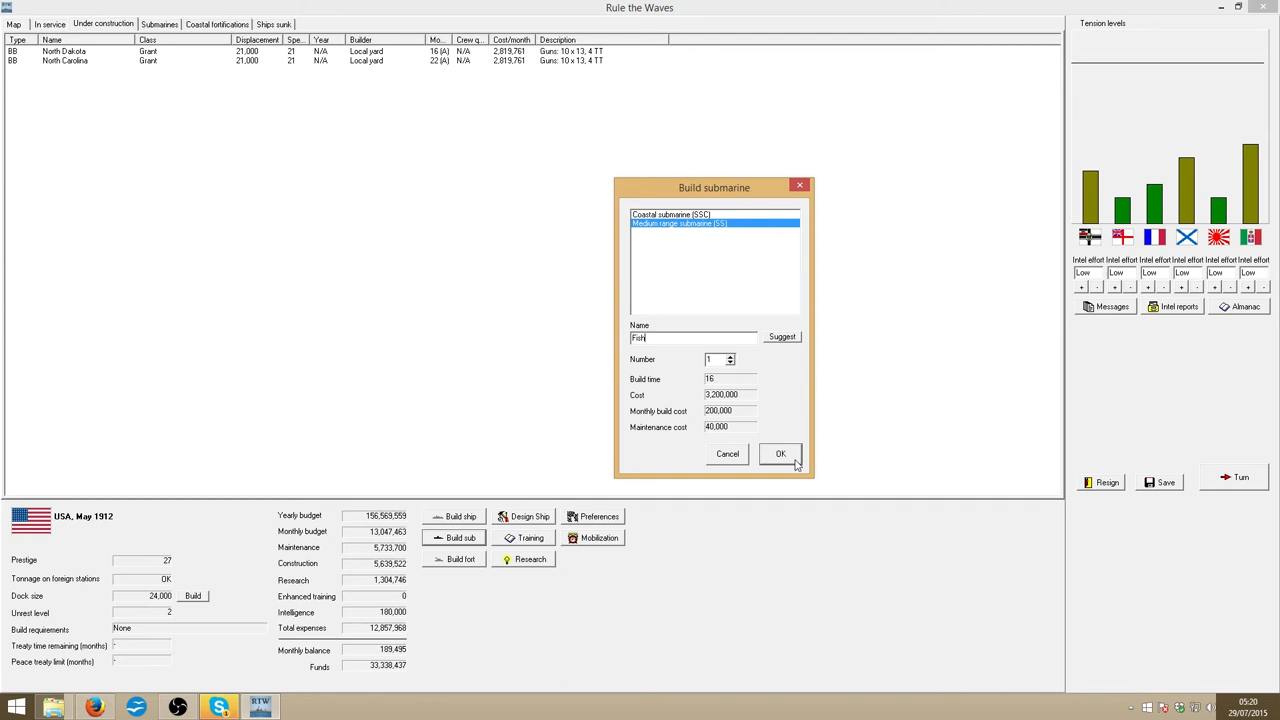 Rule the Waves
Map In service Under construction Submarines Coastal fortifications Ships sunk
Type Name Class Displacement Spe... Year Builder Mo... Crew q... Cost/month Description
BB North Dakota Grant 21,000 21 N/A Local yard 16 (A) N/A 2,819,761 Guns: 10 x 13, 4 TT
BB North Carolina Grant 21,000 21 N/A Local yard 22 (A) N/A 2,819,761 Guns: 10 x 13, 4 TT
Build submarine
Coastal submarine (SSC)
Medium range submarine (SS)
Name
Fish Suggest
Number 1
Build time 16
Cost 3,200,000
Monthly build cost 200,000
Maintenance cost 40,000
Cancel OK
Tension levels
Intel effort Intel effort Intel effort Intel effort Intel effort Intel effort
Low Low Low Low Low Low
+ - + - + - + - + - + -
Messages Intel reports Almanac
Resign Save Turn
USA, May 1912
Prestige 27
Tonnage on foreign stations OK
Dock size 24,000 Build
Unrest level 2
Build requirements None
Treaty time remaining (months) -
Peace treaty limit (months) -
Yearly budget 156,569,559
Monthly budget 13,047,463
Maintenance 5,733,700
Construction 5,639,522
Research 1,304,746
Enhanced training 0
Intelligence 180,000
Total expenses 12,857,968
Monthly balance 189,495
Funds 33,338,437
Build ship Design Ship Preferences
Build sub Training Mobilization
Build fort Research
RTW
05:20
29/07/2015